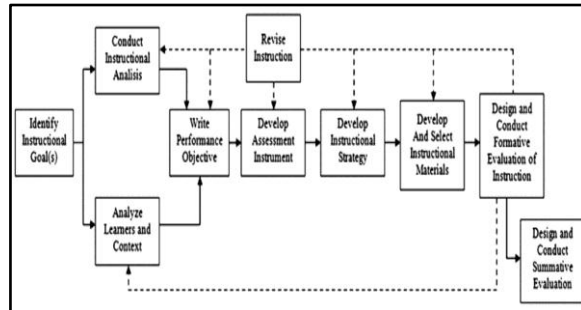 Conduct
Instructional
Analisis
Revise
Instruction
Identify
Instructional
Goal(s)
Write
Performance
Objective
Develop
Assessment
Instrument
Develop
Instructional
Strategy
Develop
And Select
Instructional
Materials
Design and
Conduct
Formative
Evaluation of
Instruction
Analyze
Learners and
Context
Design and
Conduct
Summative
Evaluation